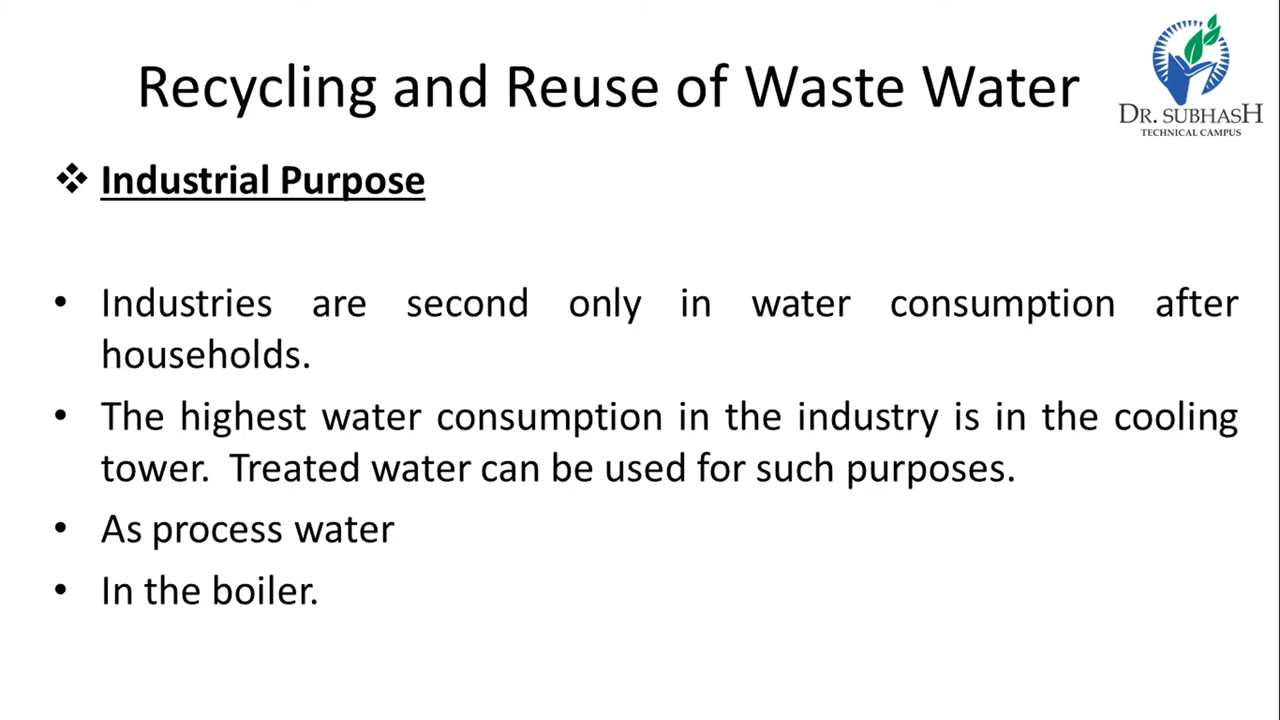 Recycling and Reuse of Waste Water
DR. SUBHASH
TECHNICAL CAMPUS
❖ Industrial Purpose
• Industries are second only in water consumption after
households.
• The highest water consumption in the industry is in the cooling
tower. Treated water can be used for such purposes.
• As process water
• In the boiler.